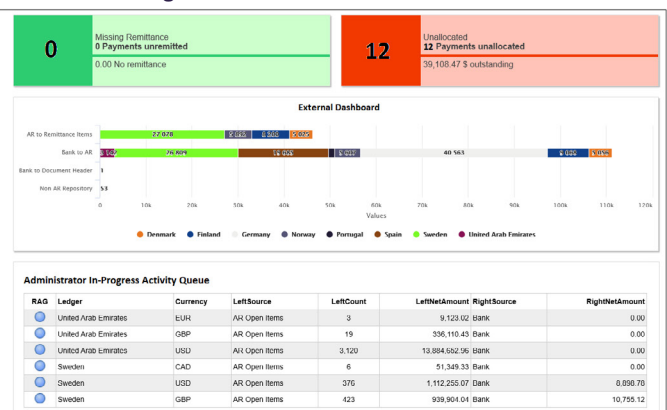 0
Missing Remittance
0 Payments unremitted
0.00 No remittance
12
Unallocated
12 Payments unallocated
39,108.47 $ outstanding
External Dashboard
AR to Remittance Items
27 078
Bank to AR
26 809
40 563
Bank to Document Header
Non AR Repository
53
0 10k 20k 30k 40k 50k 60k 70k 80k 90k 100k 110k 120k
Values
Denmark Finland Germany Norway Portugal Spain Sweden United Arab Emirates
Administrator In-Progress Activity Queue
RAG Ledger Currency LeftSource LeftCount LeftNetAmount RightSource RightNetAmount
United Arab Emirates EUR AR Open Items 3 9,123.02 Bank 0.00
United Arab Emirates GBP AR Open Items 19 336,110.43 Bank 0.00
United Arab Emirates USD AR Open Items 3,120 13,884,652.96 Bank 0.00
Sweden CAD AR Open Items 6 51,349.33 Bank 0.00
Sweden USD AR Open Items 376 1,112,255.07 Bank 8,898.78
Sweden GBP AR Open Items 423 939,904.04 Bank 10,755.12